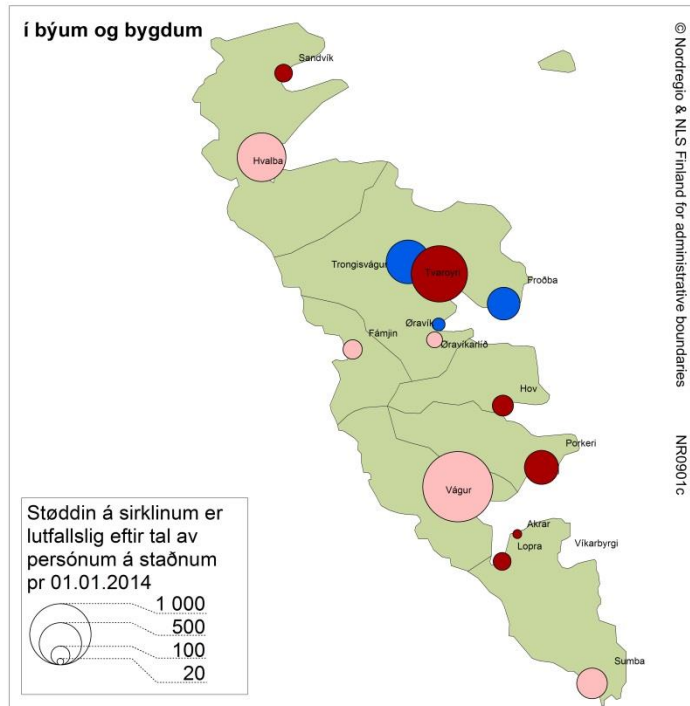 í býum og bygdum
Sandvík
Hvalba
Trongisvágur
Tvøroyri
Froðba
Øravík
Øravíkarlíð
Fámjin
Hov
Porkeri
Vágur
Akrar
Lopra
Víkarbyrgi
Sumba
Støddin á sirklinum er
lutfallslig eftir tal av
persónum á staðnum
pr 01.01.2014
1 000
500
100
20
© Nordregio & NLS Finland for administrative boundaries
NR0901c